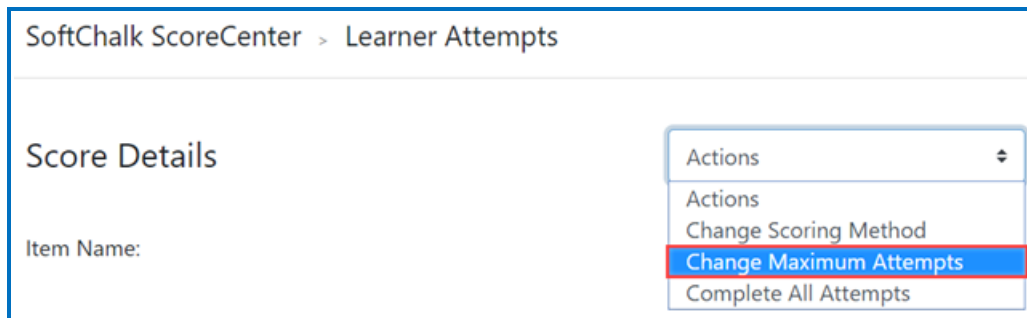 SoftChalk ScoreCenter > Learner Attempts
Score Details
Actions
Actions
Change Scoring Method
Item Name:
Change Maximum Attempts
Complete All Attempts